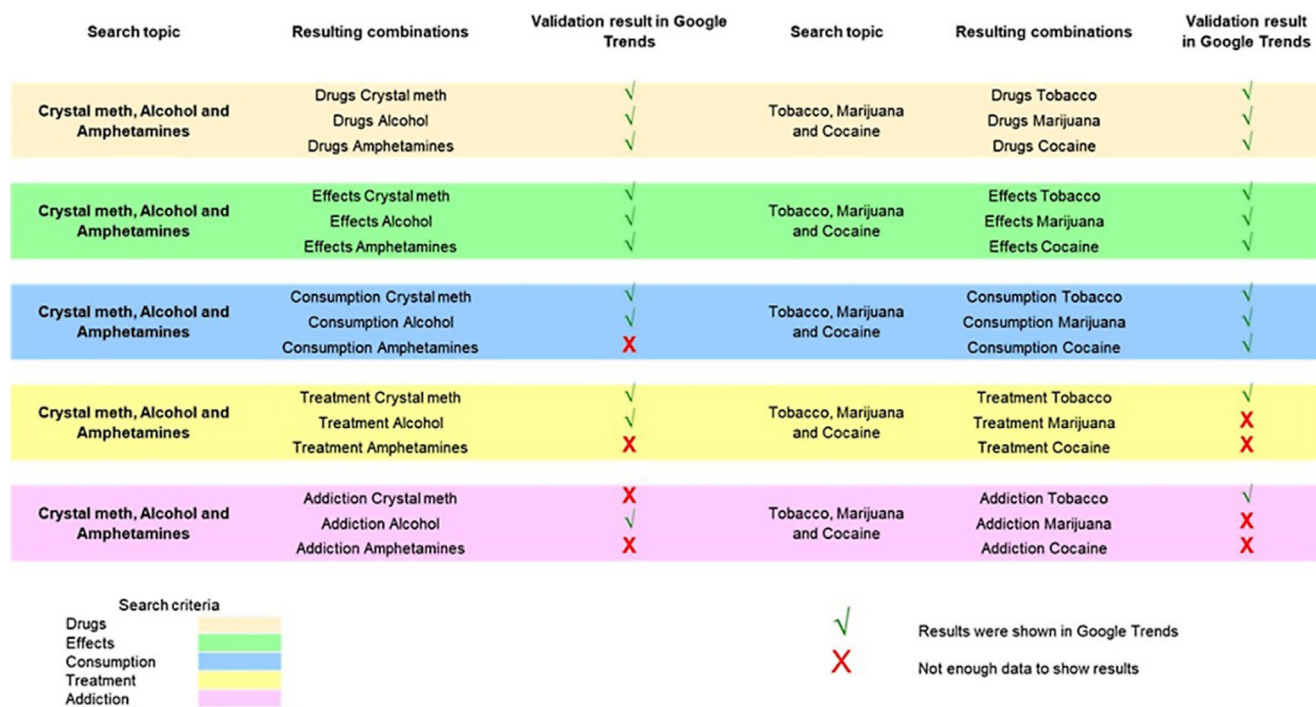 Search topic Resulting combinations Validation result in Google Trends Search topic Resulting combinations Validation result in Google Trends
Crystal meth, Alcohol and Amphetamines
Drugs Crystal meth √
Drugs Alcohol √
Drugs Amphetamines √
Tobacco, Marijuana and Cocaine
Drugs Tobacco √
Drugs Marijuana √
Drugs Cocaine √
Crystal meth, Alcohol and Amphetamines
Effects Crystal meth √
Effects Alcohol √
Effects Amphetamines √
Tobacco, Marijuana and Cocaine
Effects Tobacco √
Effects Marijuana √
Effects Cocaine √
Crystal meth, Alcohol and Amphetamines
Consumption Crystal meth √
Consumption Alcohol √
Consumption Amphetamines X
Tobacco, Marijuana and Cocaine
Consumption Tobacco √
Consumption Marijuana √
Consumption Cocaine √
Crystal meth, Alcohol and Amphetamines
Treatment Crystal meth √
Treatment Alcohol √
Treatment Amphetamines X
Tobacco, Marijuana and Cocaine
Treatment Tobacco √
Treatment Marijuana X
Treatment Cocaine X
Crystal meth, Alcohol and Amphetamines
Addiction Crystal meth X
Addiction Alcohol √
Addiction Amphetamines X
Tobacco, Marijuana and Cocaine
Addiction Tobacco √
Addiction Marijuana X
Addiction Cocaine X
Search criteria
Drugs
Effects
Consumption
Treatment
Addiction
√ Results were shown in Google Trends
X Not enough data to show results